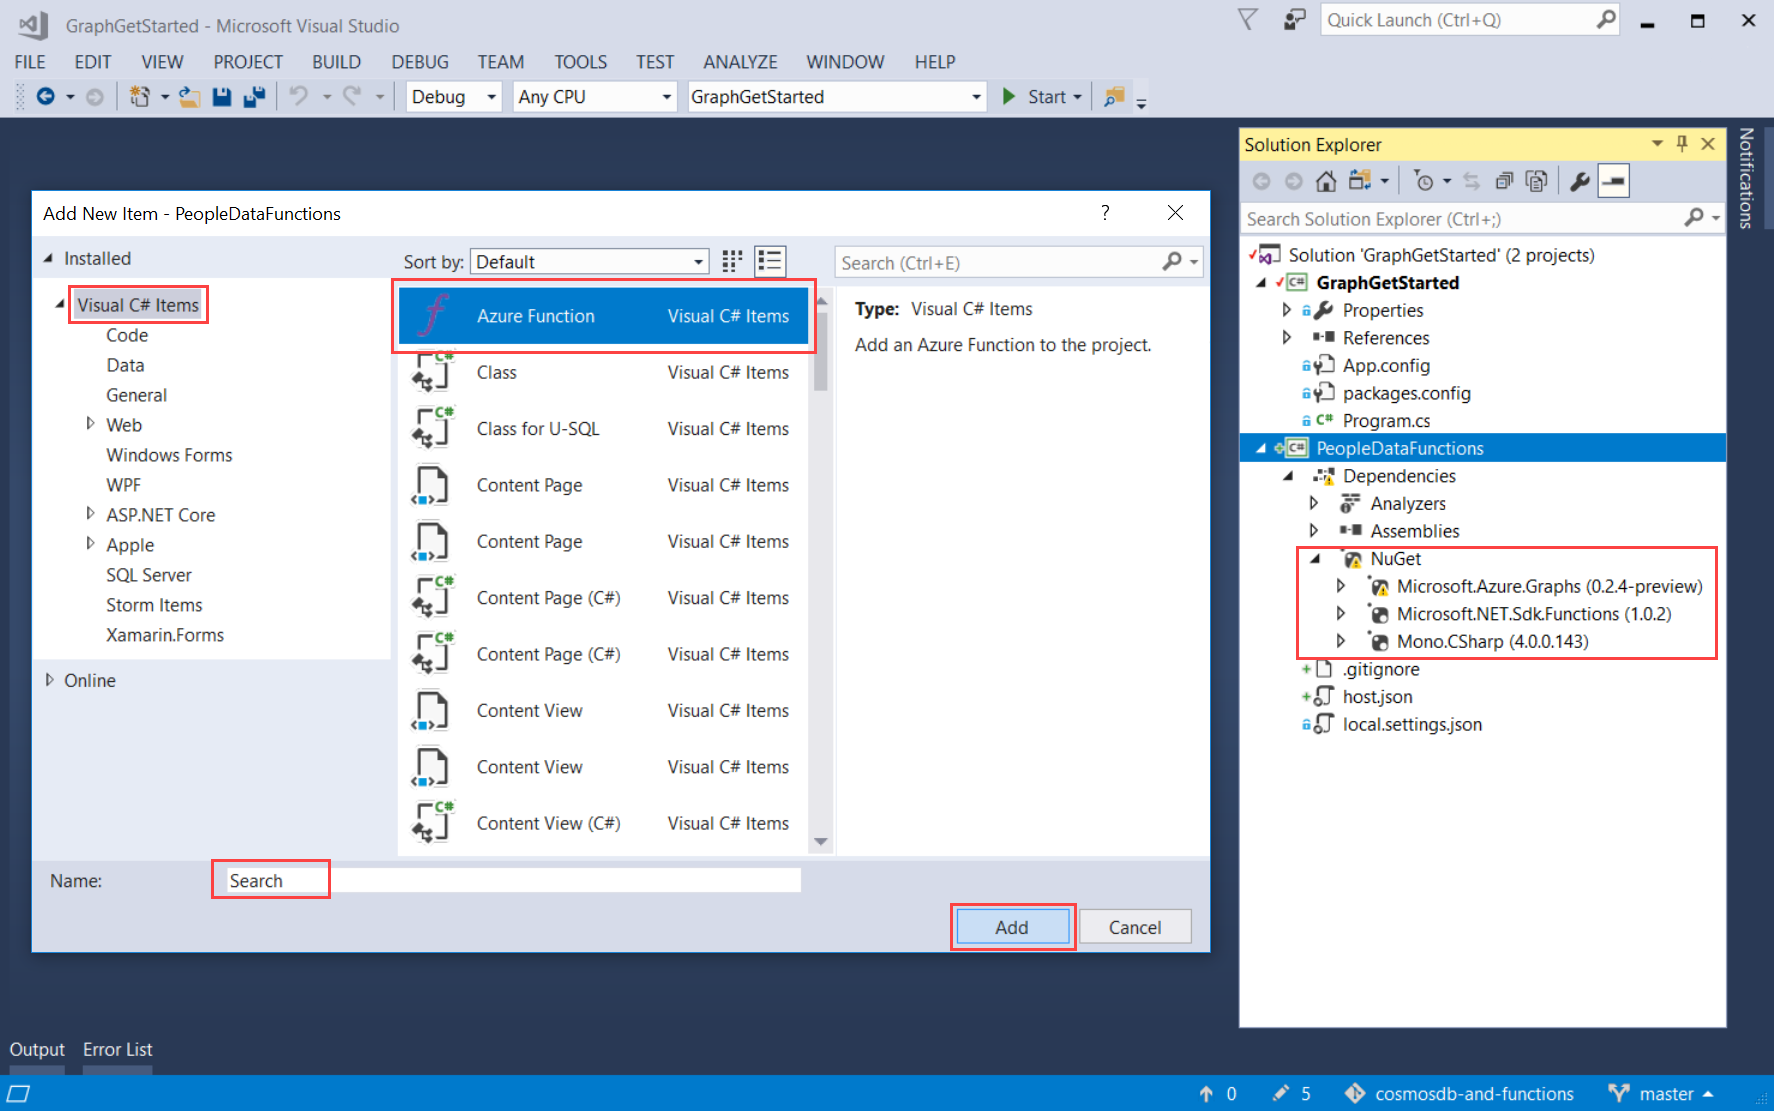 GraphGetStarted - Microsoft Visual Studio
Quick Launch (Ctrl+Q)
FILE EDIT VIEW PROJECT BUILD DEBUG TEAM TOOLS TEST ANALYZE WINDOW HELP
Debug Any CPU GraphGetStarted Start
Add New Item - PeopleDataFunctions
?
Installed
Visual C# Items
Code
Data
General
Web
Windows Forms
WPF
ASP.NET Core
Apple
SQL Server
Storm Items
Xamarin.Forms
Online
Sort by: Default
Search (Ctrl+E)
Azure Function Visual C# Items
Class Visual C# Items
Class for U-SQL Visual C# Items
Content Page Visual C# Items
Content Page Visual C# Items
Content Page (C#) Visual C# Items
Content Page (C#) Visual C# Items
Content View Visual C# Items
Content View Visual C# Items
Content View (C#) Visual C# Items
Type: Visual C# Items
Add an Azure Function to the project.
Name: Search
Add Cancel
Solution Explorer
Search Solution Explorer (Ctrl+;)
Solution 'GraphGetStarted' (2 projects)
C# GraphGetStarted
Properties
References
App.config
packages.config
C# Program.cs
C# PeopleDataFunctions
Dependencies
Analyzers
Assemblies
NuGet
Microsoft.Azure.Graphs (0.2.4-preview)
Microsoft.NET.Sdk.Functions (1.0.2)
Mono.CSharp (4.0.0.143)
.gitignore
host.json
local.settings.json
Notifications
Output Error List
0 5 cosmosdb-and-functions master